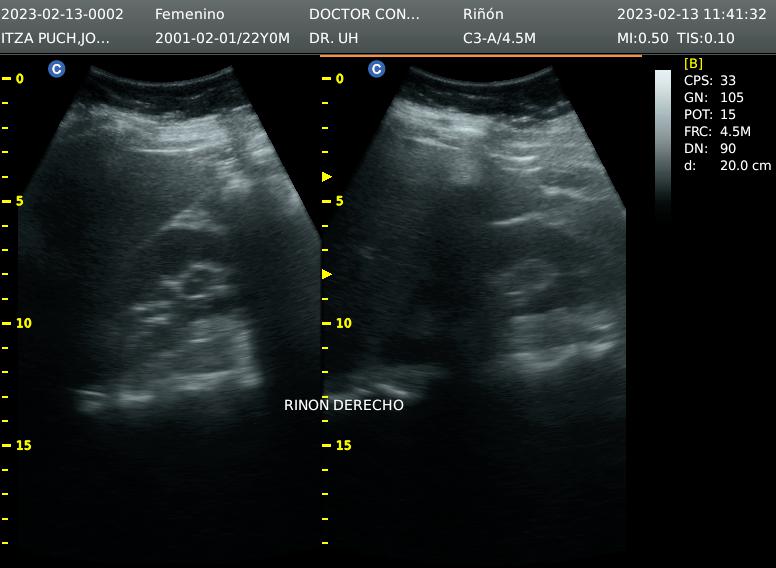 2023-02-13-0002 Femenino DOCTOR CON... Riñón 2023-02-13 11:41:32
ITZA PUCH,JO... 2001-02-01/22Y0M DR. UH C3-A/4.5M MI:0.50 TIS:0.10
C C [B]
0 0 CPS: 33
GN: 105
POT: 15
FRC: 4.5M
DN: 90
d: 20.0 cm
5 5
10 10
RINON DERECHO
15 15